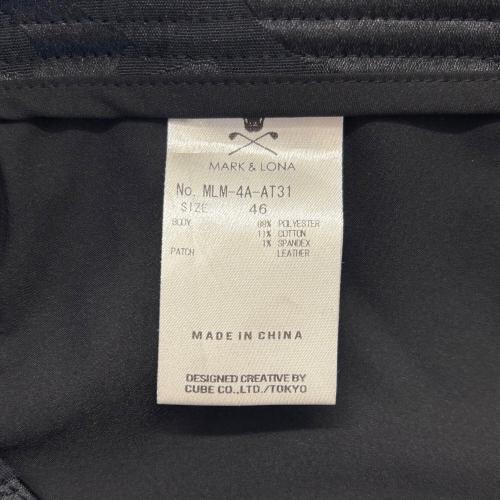 MARK & LONA
No. MLM-4A-AT31
SIZE 46
BODY 88% POLYESTER
11% COTTON
1% SPANDEX
PATCH LEATHER
MADE IN CHINA
DESIGNED CREATIVE BY
CUBE CO.,LTD./TOKYO